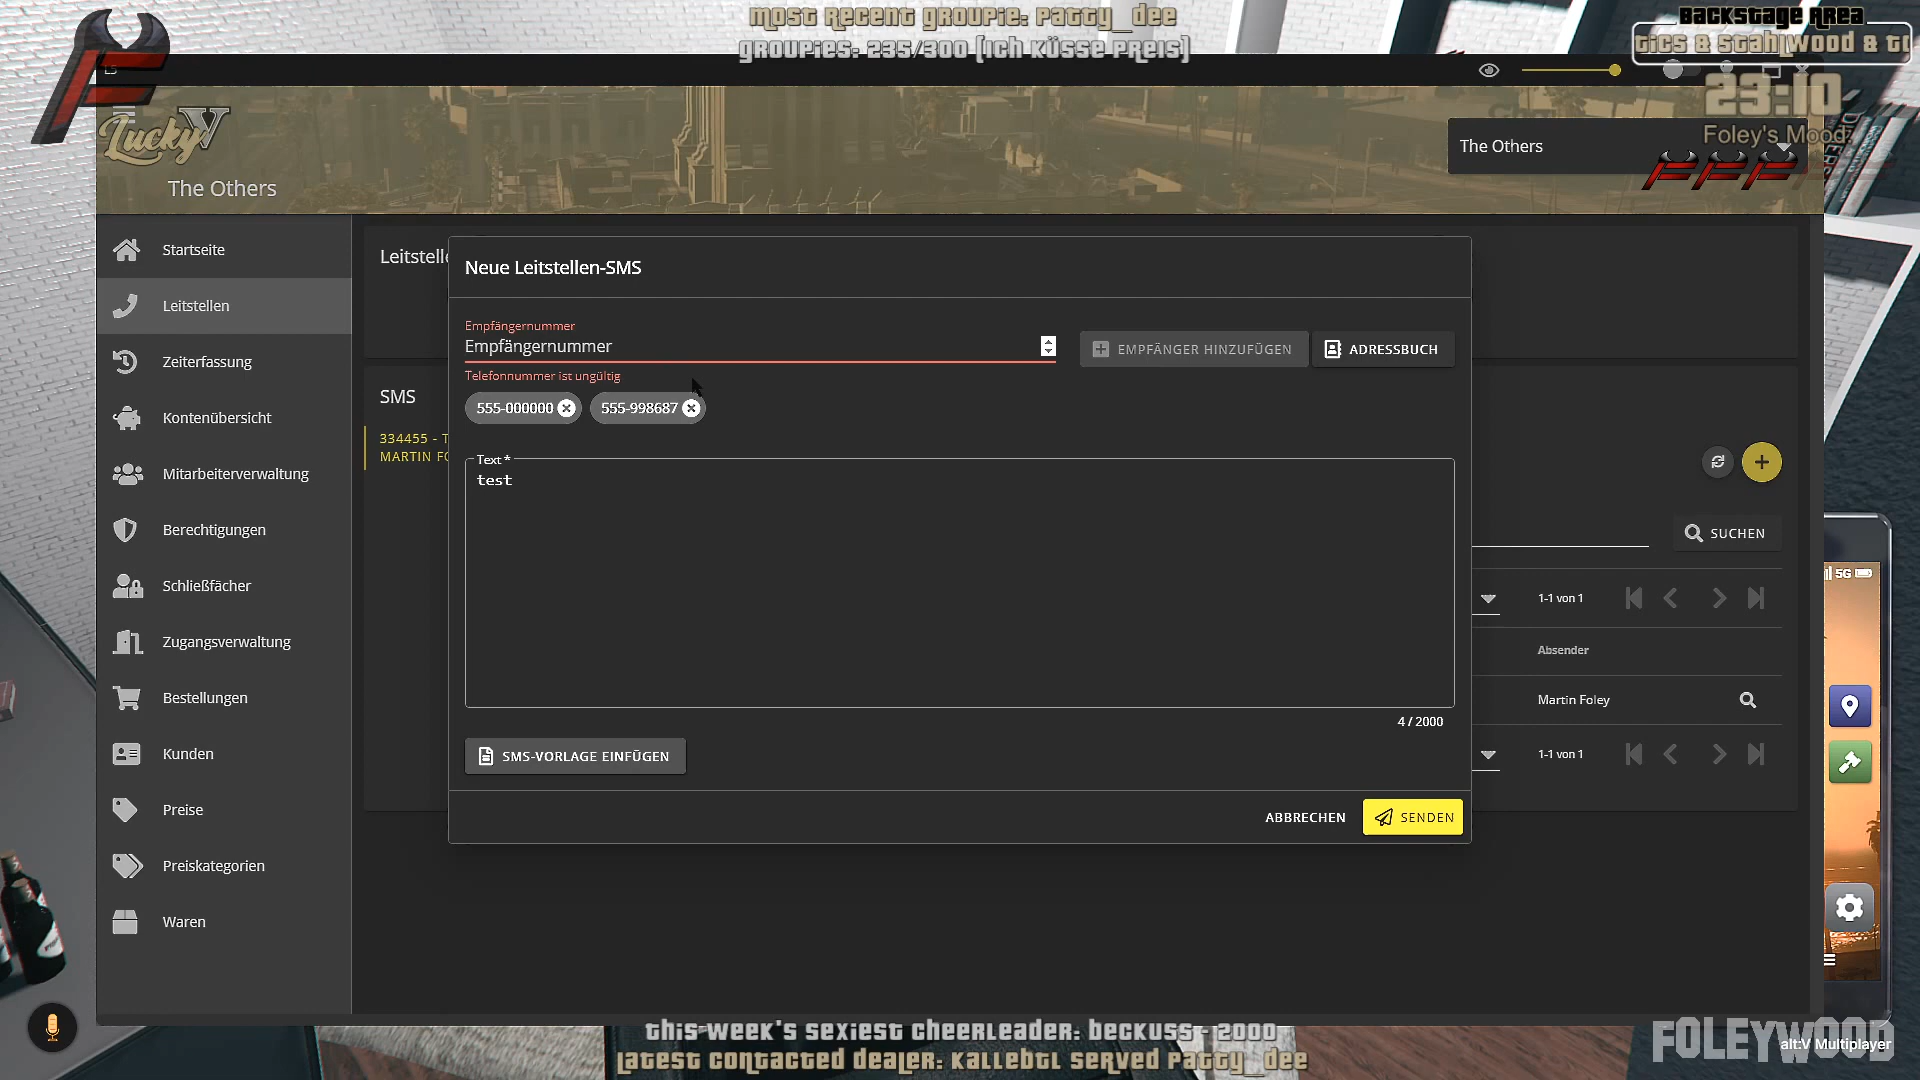 most recent groupie: patty_dee
groupies: 235/300 [ich küsse preis]
Backstage Area
tics & stahlwood & t
LS
23:10
Foley's Mood:
Lucky V
The Others
The Others
Startseite
Leitstellen
Zeiterfassung
Kontenübersicht
Mitarbeiterverwaltung
Berechtigungen
Schließfächer
Zugangsverwaltung
Bestellungen
Kunden
Preise
Preiskategorien
Waren
Leitstelle
SMS
334455 - T
MARTIN FO
Neue Leitstellen-SMS
Empfängernummer
Empfängernummer
Telefonnummer ist ungültig
EMPFÄNGER HINZUFÜGEN
ADRESSBUCH
555-000000
555-998687
Text *
test
4 / 2000
SMS-VORLAGE EINFÜGEN
ABBRECHEN
SENDEN
SUCHEN
1-1 von 1
Absender
Martin Foley
1-1 von 1
5G
this week's sexiest cheerleader: beckuss - 2000
latest contacted dealer: kallebtl served patty_dee
FOLEYWOOD
alt:V Multiplayer